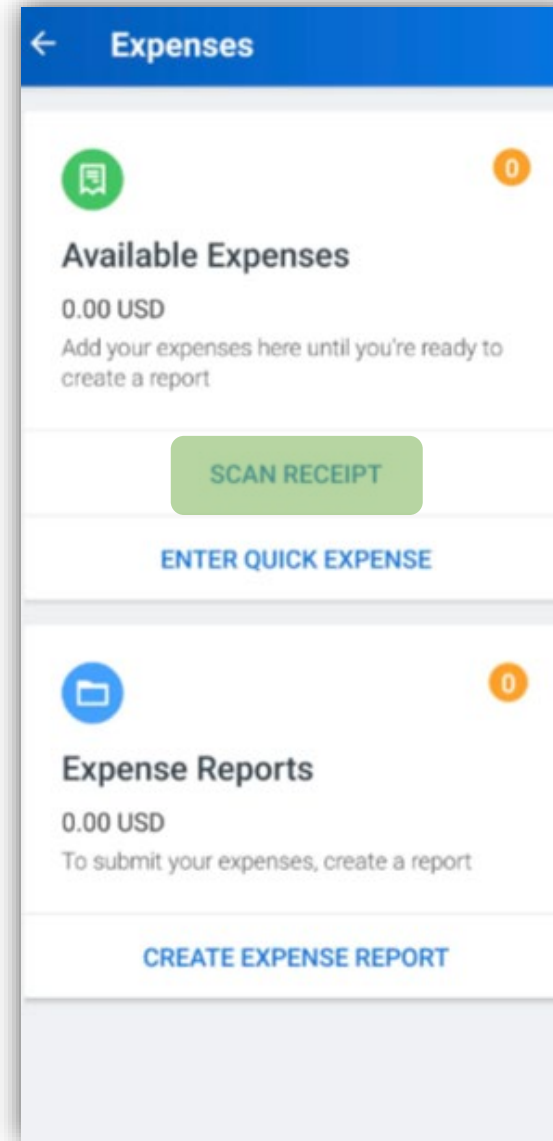 Expenses
0
Available Expenses
0.00 USD
Add your expenses here until you're ready to
create a report
SCAN RECEIPT
ENTER QUICK EXPENSE
0
Expense Reports
0.00 USD
To submit your expenses, create a report
CREATE EXPENSE REPORT